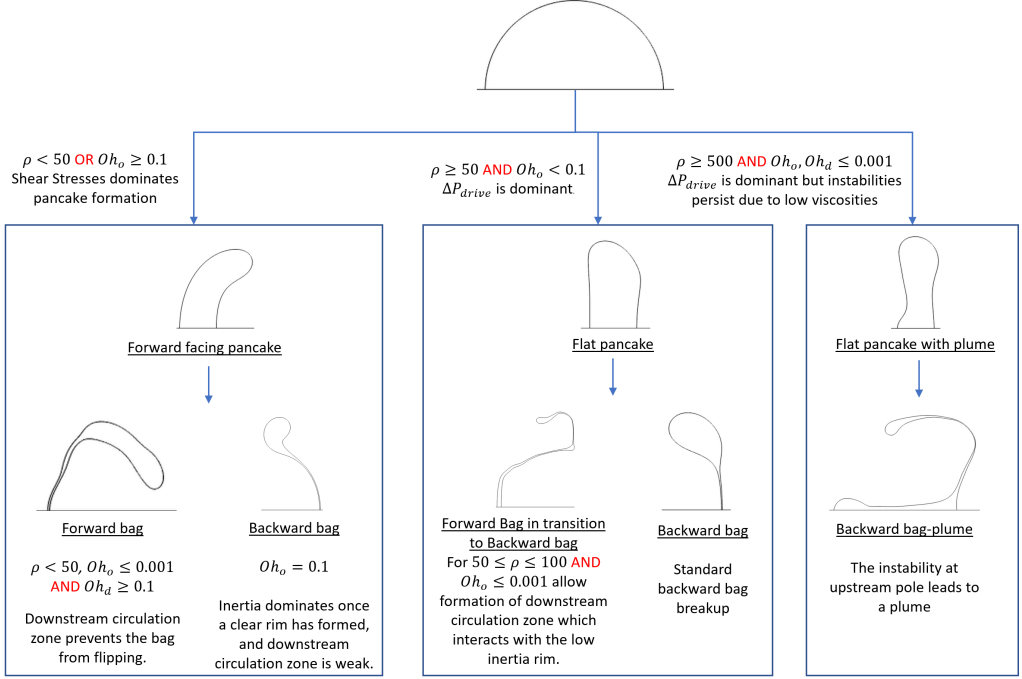 ρ < 50 OR Oh_o ≥ 0.1
Shear Stresses dominates
pancake formation
ρ ≥ 50 AND Oh_o < 0.1
ΔP_drive is dominant
ρ ≥ 500 AND Oh_o, Oh_d ≤ 0.001
ΔP_drive is dominant but instabilities
persist due to low viscosities
Forward facing pancake
Flat pancake
Flat pancake with plume
Forward bag
ρ < 50, Oh_o ≤ 0.001
AND Oh_d ≥ 0.1
Downstream circulation
zone prevents the bag
from flipping.
Backward bag
Oh_o = 0.1
Inertia dominates once
a clear rim has formed,
and downstream
circulation zone is weak.
Forward Bag in transition
to Backward bag
For 50 ≤ ρ ≤ 100 AND
Oh_o ≤ 0.001 allow
formation of downstream
circulation zone which
interacts with the low
inertia rim.
Backward bag
Standard
backward bag
breakup
Backward bag-plume
The instability at
upstream pole leads to
a plume